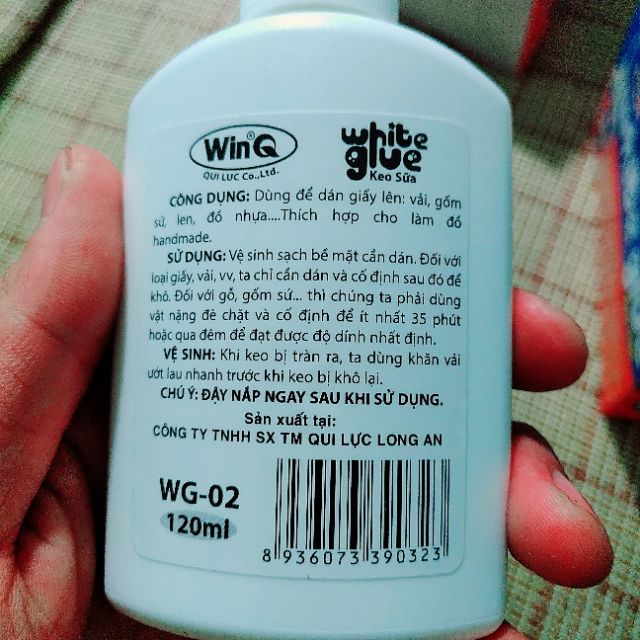 Win®Q
QUI LUC Co.,Ltd.
white
glue
Keo Sữa
CÔNG DỤNG: Dùng để dán giấy lên: vải, gốm
sứ, len, đồ nhựa....Thích hợp cho làm đồ
handmade.
SỬ DỤNG: Vệ sinh sạch bề mặt cần dán. Đối với
loại giấy, vải, vv, ta chỉ cần dán và cố định sau đó để
khô. Đối với gỗ, gốm sứ... thì chúng ta phải dùng
vật nặng đè chặt và cố định để ít nhất 35 phút
hoặc qua đêm để đạt được độ dính nhất định.
VỆ SINH: Khi keo bị tràn ra, ta dùng khăn vải
ướt lau nhanh trước khi keo bị khô lại.
CHÚ Ý: ĐẬY NẮP NGAY SAU KHI SỬ DỤNG.
Sản xuất tại:
CÔNG TY TNHH SX TM QUI LỰC LONG AN
WG-02
120ml
8 936073 390323